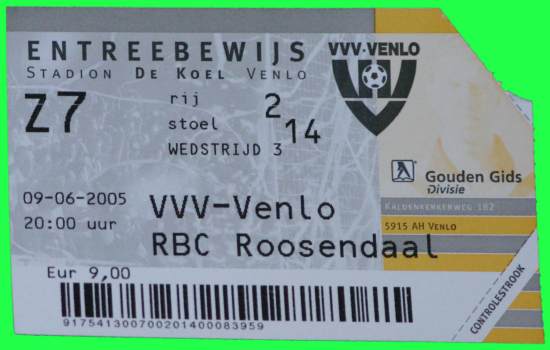 ENTREEBEWIJS
STADION DE KOEL VENLO
VVV-VENLO
Z7
rij 2
stoel 14
WEDSTRIJD 3
Gouden Gids
Divisie
09-06-2005
20:00 uur
VVV-Venlo
RBC Roosendaal
KALDENKERKERWEG 182
5915 AH VENLO
Eur 9,00
917541300700201400083959
CONTROLESTROOK